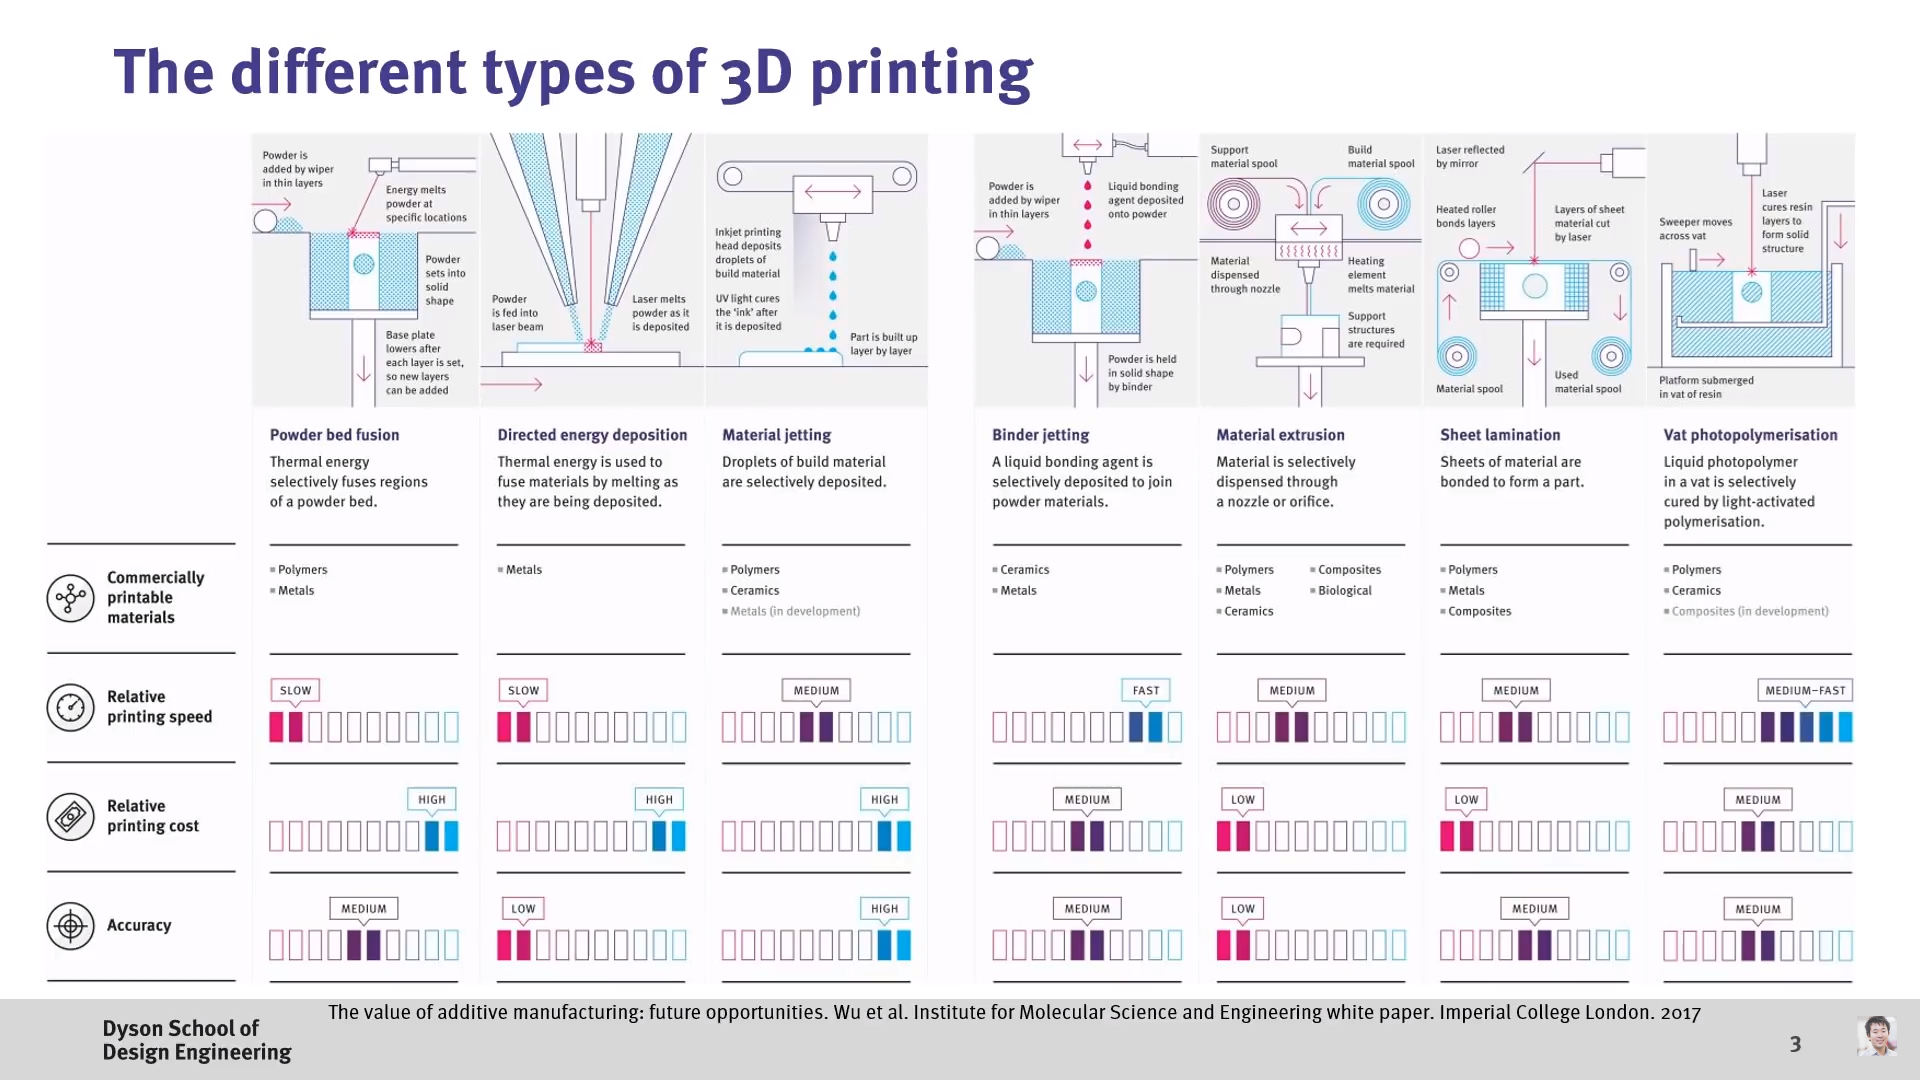 The different types of 3D printing
Powder is
added by wiper
in thin layers
Energy melts
powder at
specific locations
Powder
sets into
solid
shape
Base plate
lowers after
each layer is set,
so new layers
can be added
Powder
is fed into
laser beam
Laser melts
powder as it
is deposited
Inkjet printing
head deposits
droplets of
build material
UV light cures
the ‘ink’ after
it is deposited
Part is built up
layer by layer
Powder is
added by wiper
in thin layers
Liquid bonding
agent deposited
onto powder
Powder is held
in solid shape
by binder
Support
material spool
Build
material spool
Material
dispensed
through nozzle
Heating
element
melts material
Support
structures
are required
Laser reflected
by mirror
Heated roller
bonds layers
Layers of sheet
material cut
by laser
Material spool
Used
material spool
Laser
cures resin
layers to
form solid
structure
Sweeper moves
across vat
Platform submerged
in vat of resin
Powder bed fusion
Thermal energy
selectively fuses regions
of a powder bed.
Directed energy deposition
Thermal energy is used to
fuse materials by melting as
they are being deposited.
Material jetting
Droplets of build material
are selectively deposited.
Binder jetting
A liquid bonding agent is
selectively deposited to join
powder materials.
Material extrusion
Material is selectively
dispensed through
a nozzle or orifice.
Sheet lamination
Sheets of material are
bonded to form a part.
Vat photopolymerisation
Liquid photopolymer
in a vat is selectively
cured by light-activated
polymerisation.
Commercially
printable
materials
Polymers
Metals
Metals
Polymers
Ceramics
Metals (in development)
Ceramics
Metals
Polymers
Metals
Ceramics
Composites
Biological
Polymers
Metals
Composites
Polymers
Ceramics
Composites (in development)
Relative
printing speed
SLOW
SLOW
MEDIUM
FAST
MEDIUM
MEDIUM
MEDIUM–FAST
Relative
printing cost
HIGH
HIGH
HIGH
MEDIUM
LOW
LOW
MEDIUM
Accuracy
MEDIUM
LOW
HIGH
MEDIUM
LOW
MEDIUM
MEDIUM
The value of additive manufacturing: future opportunities. Wu et al. Institute for Molecular Science and Engineering white paper. Imperial College London. 2017
Dyson School of
Design Engineering
3